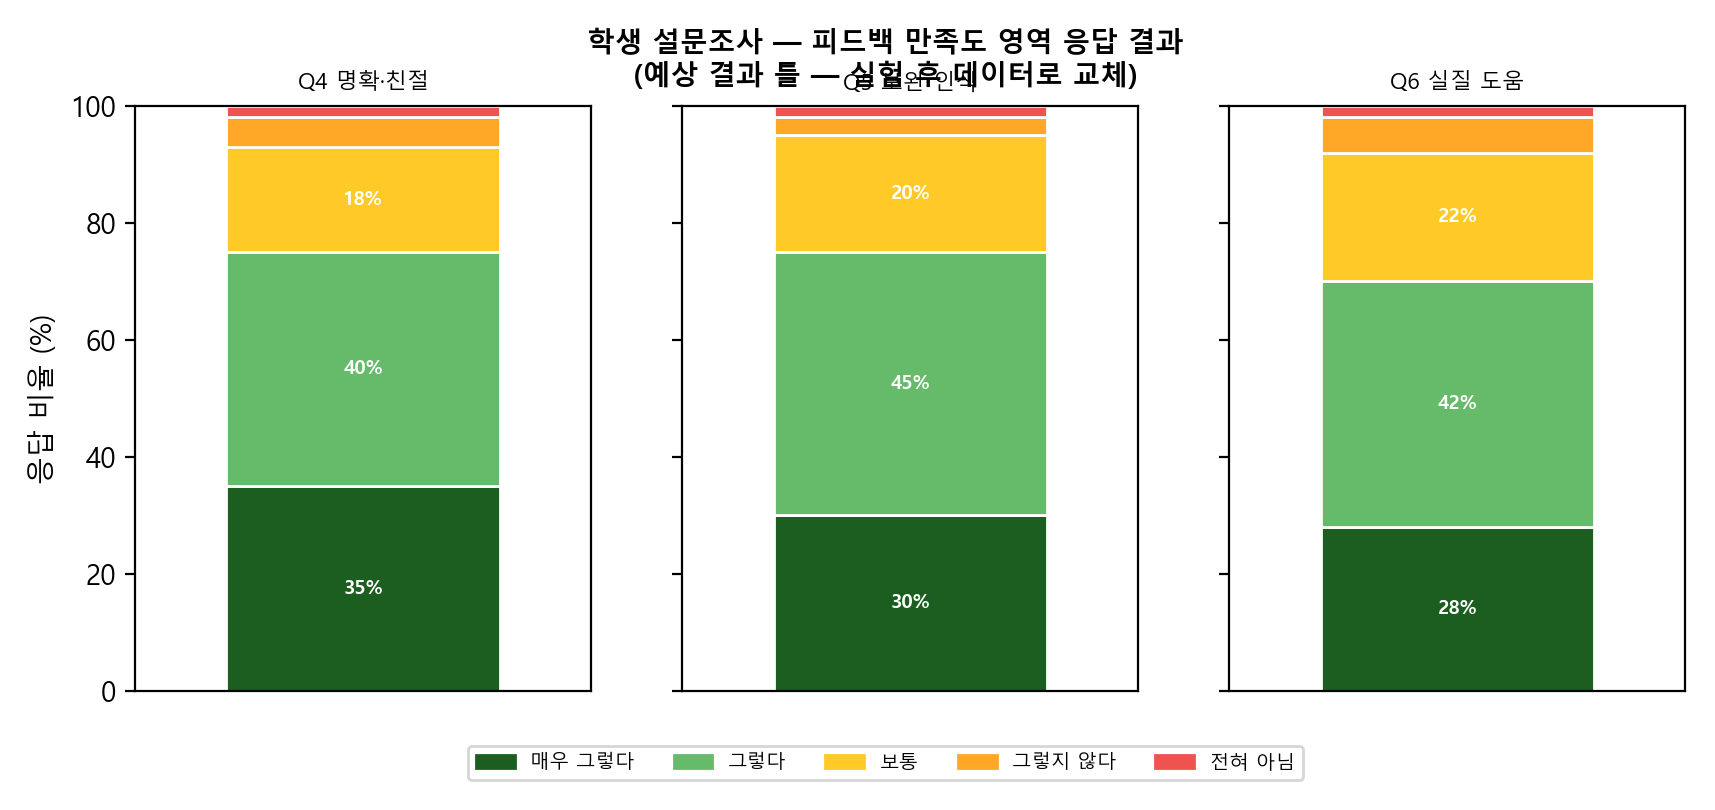 학생 설문조사 — 피드백 만족도 영역 응답 결과
(예상 결과 틀 — 실험 후 데이터로 교체)
Q4 명확·친절
Q5 인식
Q6 실질 도움
응답 비율 (%)
100
80
60
40
20
0
18%
40%
35%
20%
45%
30%
22%
42%
28%
매우 그렇다
그렇다
보통
그렇지 않다
전혀 아님